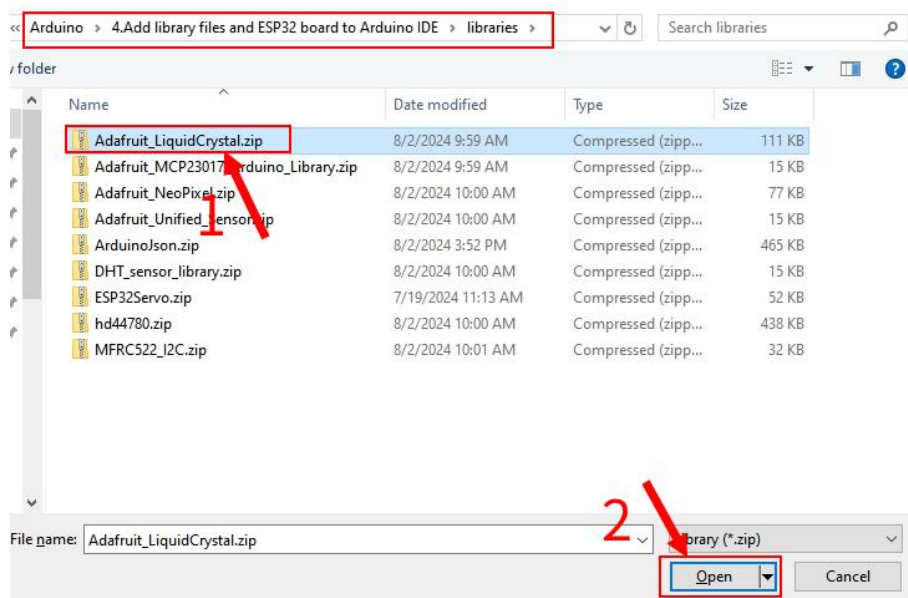 « Arduino > 4.Add library files and ESP32 board to Arduino IDE > libraries > Search libraries
folder
Name Date modified Type Size
Adafruit_LiquidCrystal.zip 8/2/2024 9:59 AM Compressed (zipp... 111 KB
Adafruit_MCP23017_Arduino_Library.zip 8/2/2024 9:59 AM Compressed (zipp... 15 KB
Adafruit_NeoPixel.zip 8/2/2024 10:00 AM Compressed (zipp... 77 KB
Adafruit_Unified_Sensor.zip 8/2/2024 10:00 AM Compressed (zipp... 15 KB
1
ArduinoJson.zip 8/2/2024 3:52 PM Compressed (zipp... 465 KB
DHT_sensor_library.zip 8/2/2024 10:00 AM Compressed (zipp... 15 KB
ESP32Servo.zip 7/19/2024 11:13 AM Compressed (zipp... 52 KB
hd44780.zip 8/2/2024 10:00 AM Compressed (zipp... 438 KB
MFRC522_I2C.zip 8/2/2024 10:01 AM Compressed (zipp... 32 KB
2
File name: Adafruit_LiquidCrystal.zip Library (*.zip)
Open Cancel